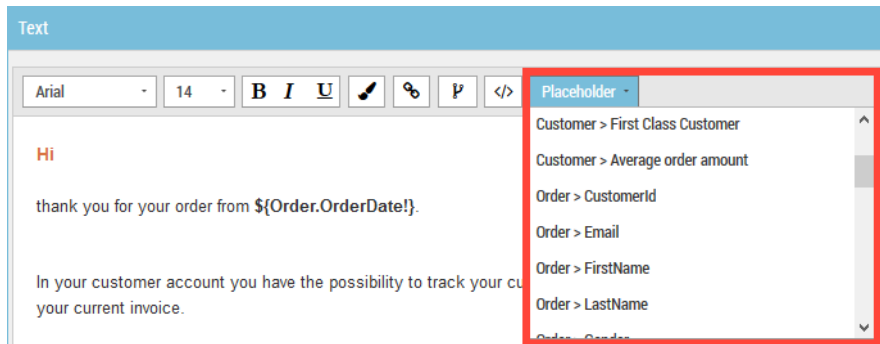 Text
Arial 14 B I U </> Placeholder
Customer > First Class Customer
Customer > Average order amount
Order > CustomerId
Order > Email
Order > FirstName
Order > LastName
Hi
thank you for your order from ${Order.OrderDate!}.
In your customer account you have the possibility to track your
your current invoice.